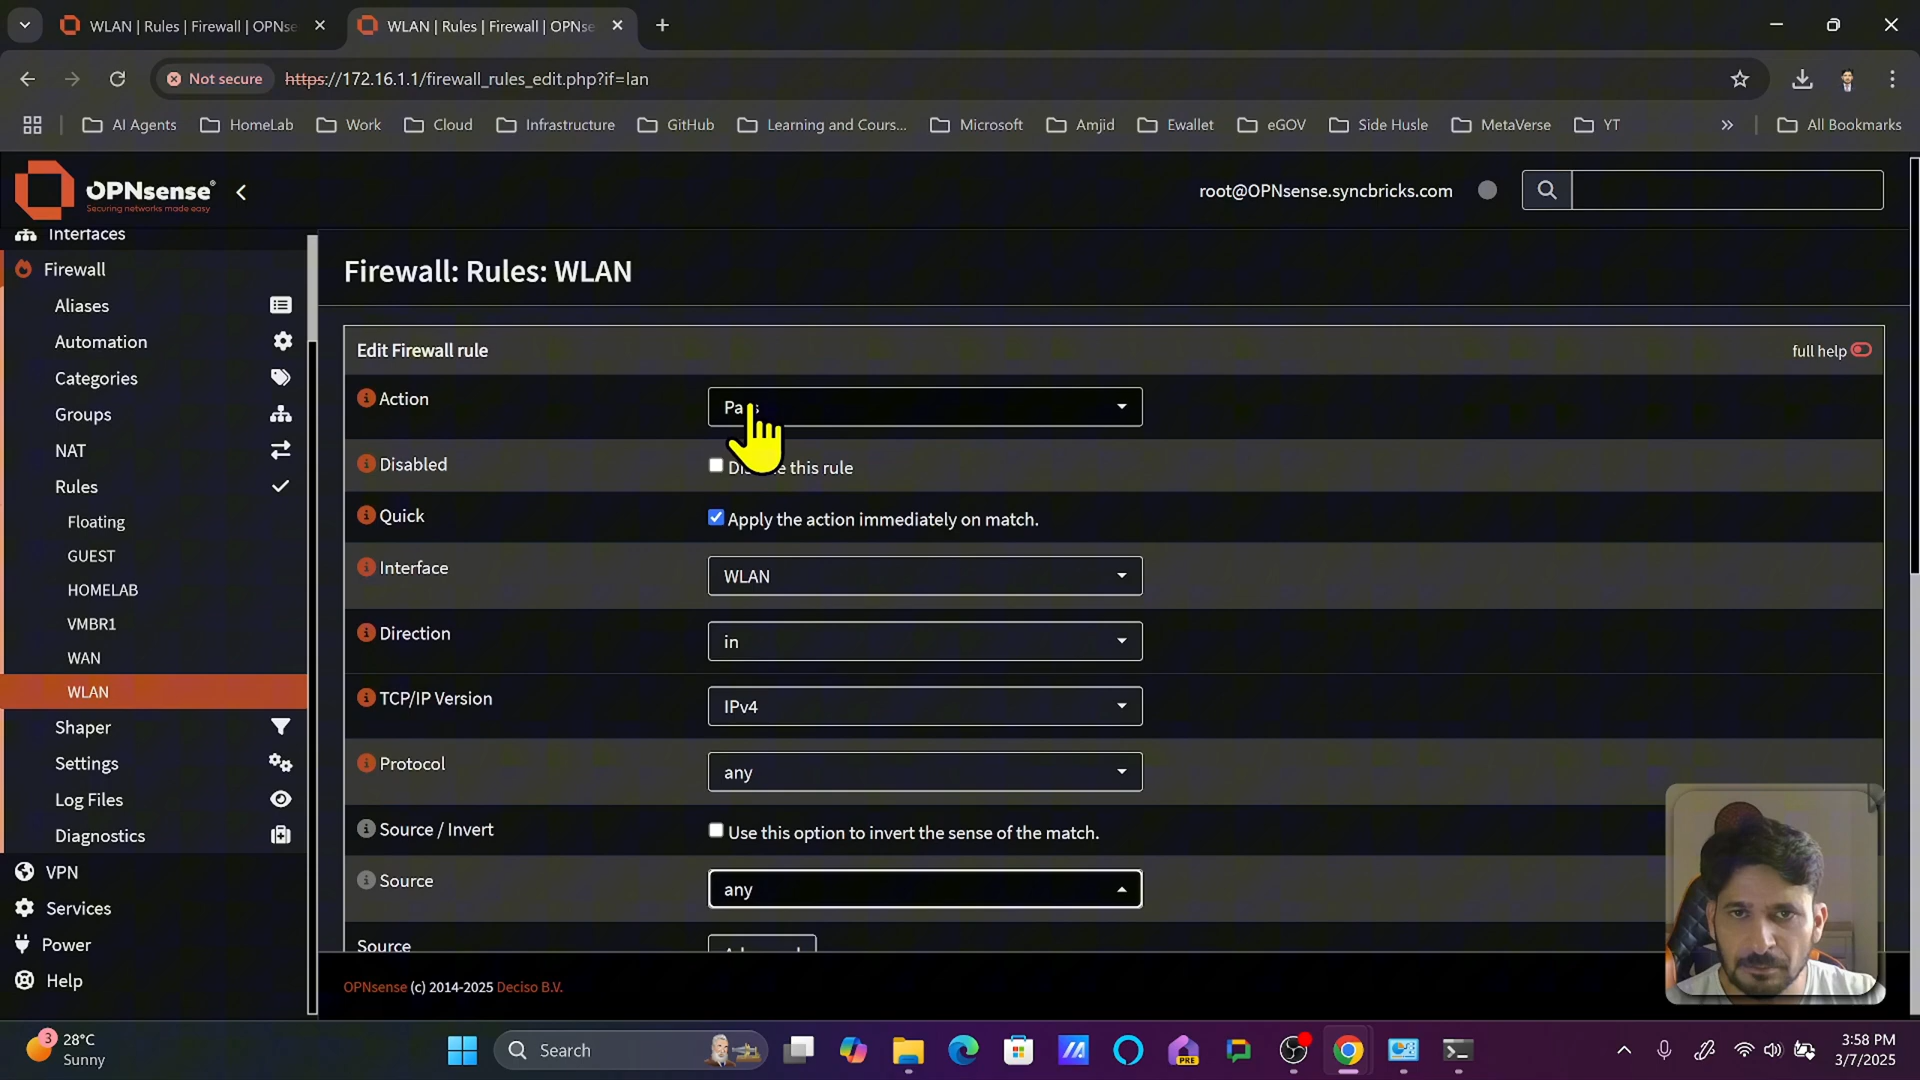 WLAN | Rules | Firewall | OPNse
WLAN | Rules | Firewall | OPNse
Not secure
https://172.16.1.1/firewall_rules_edit.php?if=lan
AI Agents
HomeLab
Work
Cloud
Infrastructure
GitHub
Learning and Cours...
Microsoft
Amjid
Ewallet
eGOV
Side Husle
MetaVerse
YT
»
All Bookmarks
OPNsense®
Securing networks made easy
root@OPNsense.syncbricks.com
Interfaces
Firewall
Aliases
Automation
Categories
Groups
NAT
Rules
Floating
GUEST
HOMELAB
VMBR1
WAN
WLAN
Shaper
Settings
Log Files
Diagnostics
VPN
Services
Power
Help
Firewall: Rules: WLAN
Edit Firewall rule
full help
Action
Disabled
this rule
Quick
Apply the action immediately on match.
Interface
WLAN
Direction
in
TCP/IP Version
IPv4
Protocol
any
Source / Invert
Use this option to invert the sense of the match.
Source
any
Source
OPNsense (c) 2014-2025 Deciso B.V.
3
28°C
Sunny
Search
PRE
3:58 PM
3/7/2025